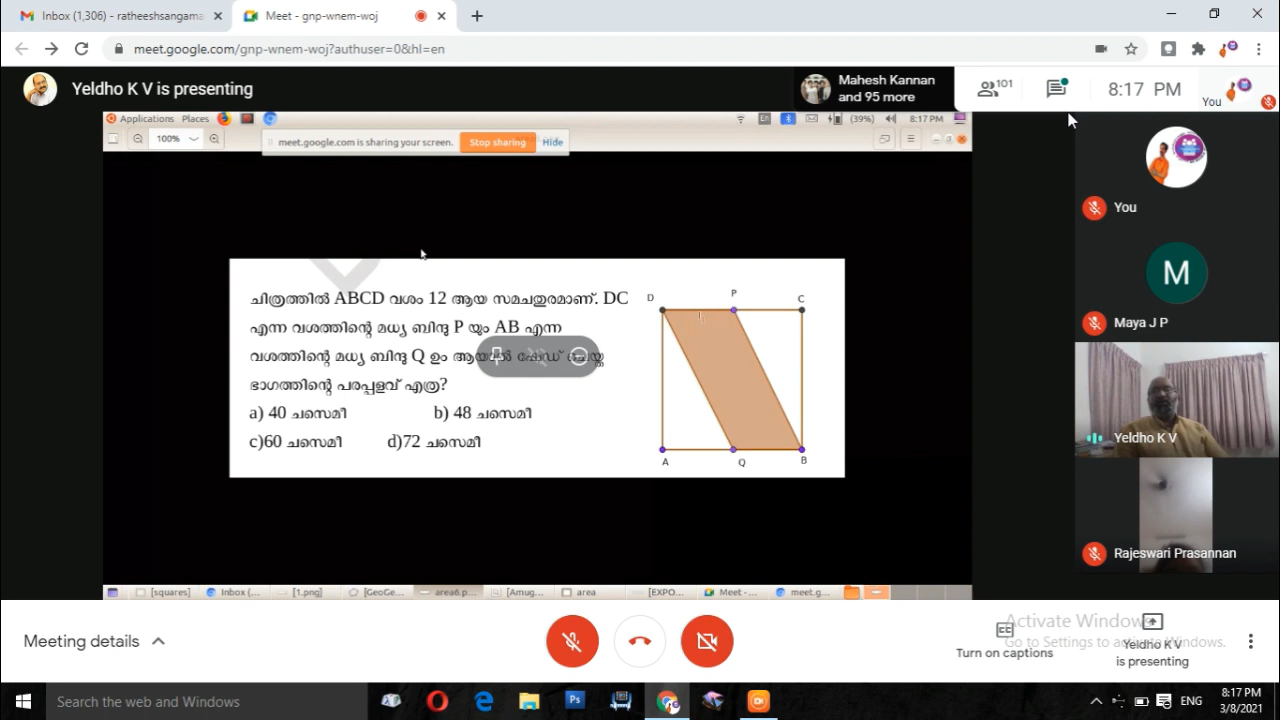 Inbox (1,306) - ratheeshsangama
Meet - gnp-wnem-woj
meet.google.com/gnp-wnem-woj?authuser=0&hl=en
Yeldho K V is presenting
Mahesh Kannan
and 95 more
101
8:17 PM
You
Applications Places
En
(39%)
8:17 PM
100%
meet.google.com is sharing your screen.
Stop sharing
Hide
You
M
Maya J P
Yeldho K V
Rajeswari Prasannan
ചിത്രത്തിൽ ABCD വശം 12 ആയ സമചതുരമാണ്. DC
എന്ന വശത്തിന്റെ മധ്യ ബിന്ദു P യും AB എന്ന
വശത്തിന്റെ മധ്യ ബിന്ദു Q ഉം ചെയ്ത
ഭാഗത്തിന്റെ പരപ്പളവ് എത്ര?
a) 40 ചസെമീ b) 48 ചസെമീ
c)60 ചസെമീ d)72 ചസെമീ
D P C
A Q B
[squares]
Inbox (...
[1.png]
[GeoGe...
area6.p...
[Amug...
area
[EXPO...
Meet -...
meet.g...
Meeting details
CC
Turn on captions
Yeldho K V
is presenting
Activate Windows
Go to Settings to activate Windows.
Search the web and Windows
Ps
ENG
8:17 PM
3/8/2021